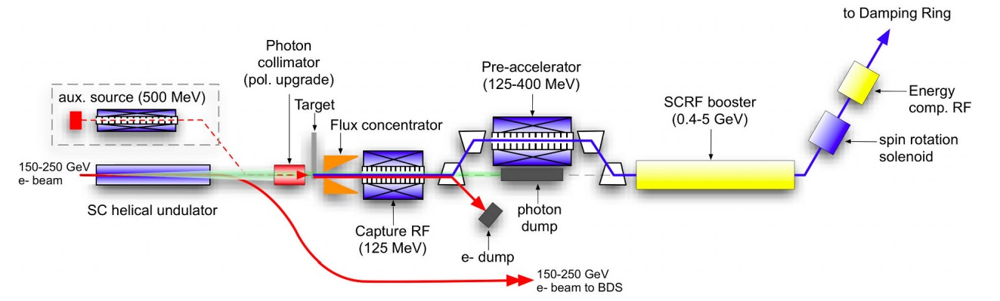 to Damping Ring
Photon
collimator
(pol. upgrade)
Pre-accelerator
(125-400 MeV)
aux. source (500 MeV)
Target
Flux concentrator
SCRF booster
(0.4-5 GeV)
Energy
comp. RF
spin rotation
solenoid
150-250 GeV
e- beam
SC helical undulator
Capture RF
(125 MeV)
photon
dump
e- dump
150-250 GeV
e- beam to BDS